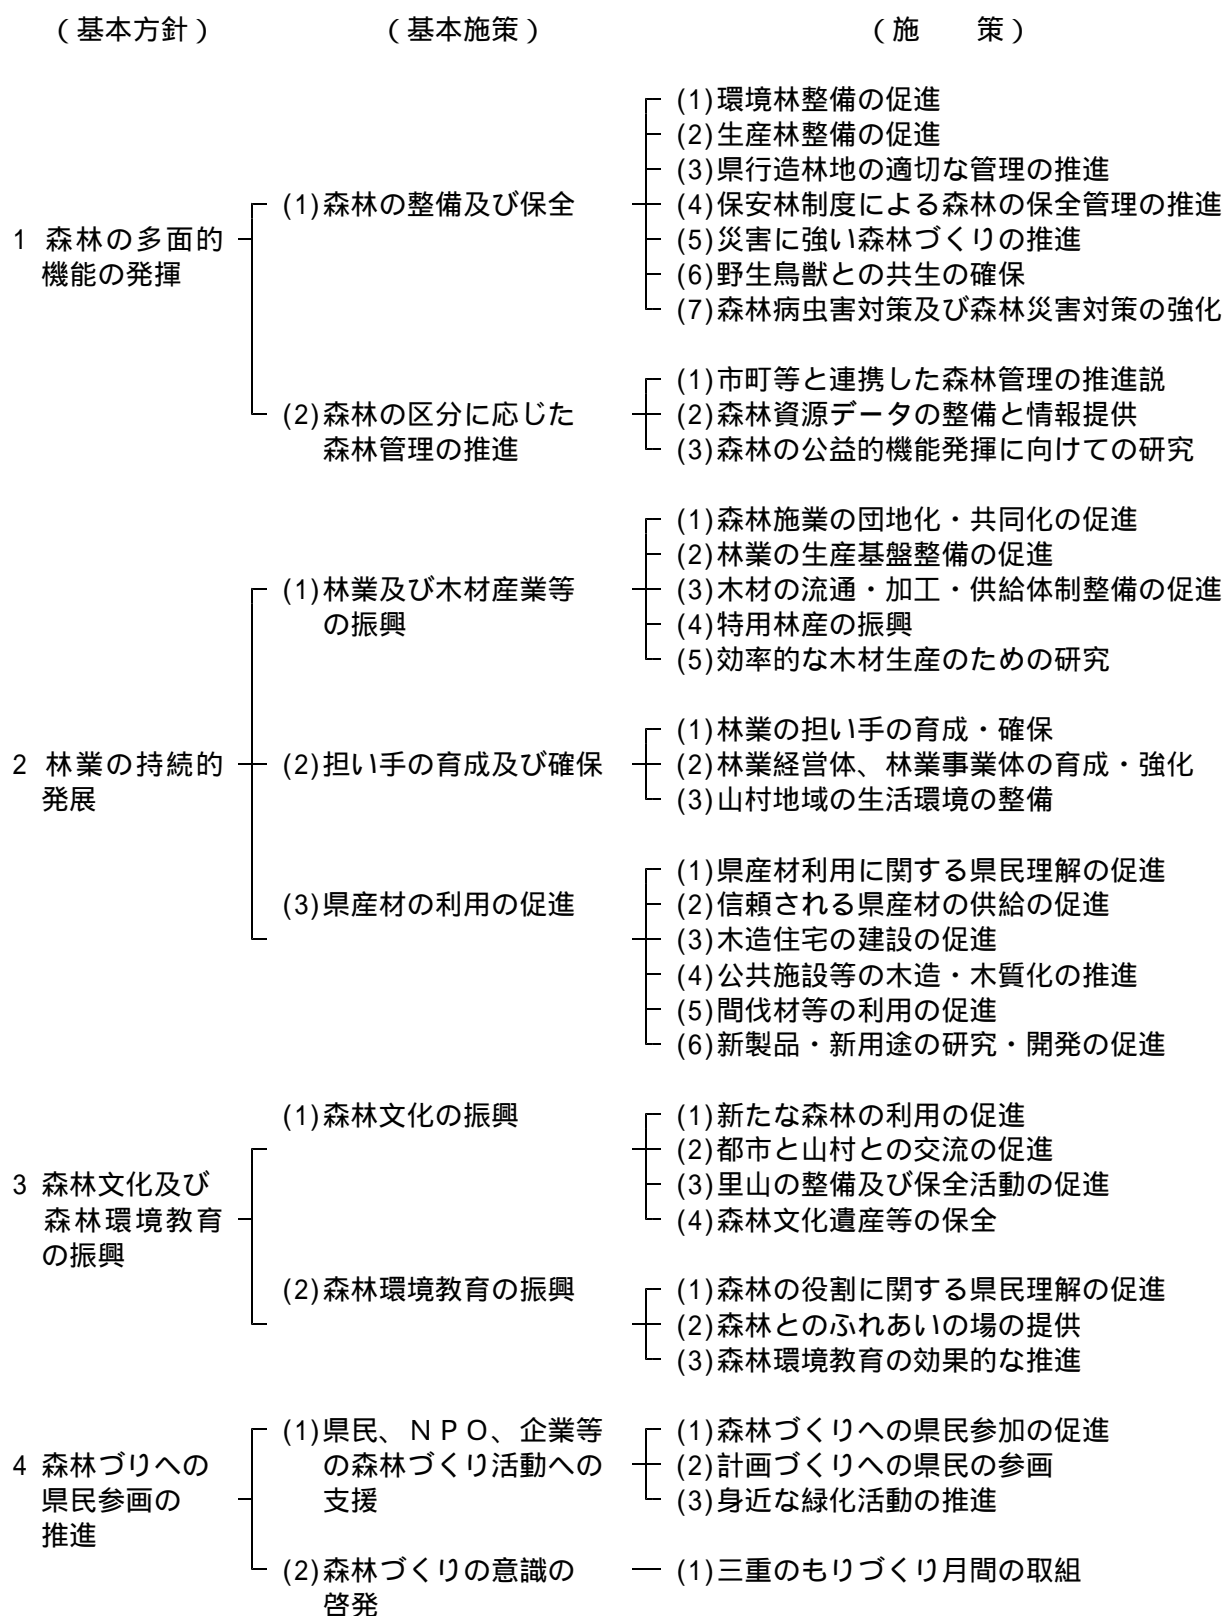 （基本方針） （基本施策） （施　　策）
(1)環境林整備の促進
(2)生産林整備の促進
(3)県行造林地の適切な管理の推進
(1)森林の整備及び保全 (4)保安林制度による森林の保全管理の推進
1 森林の多面的 (5)災害に強い森林づくりの推進
機能の発揮 (6)野生鳥獣との共生の確保
(7)森林病虫害対策及び森林災害対策の強化
(1)市町等と連携した森林管理の推進説
(2)森林の区分に応じた (2)森林資源データの整備と情報提供
森林管理の推進 (3)森林の公益的機能発揮に向けての研究
(1)森林施業の団地化・共同化の促進
(2)林業の生産基盤整備の促進
(1)林業及び木材産業等 (3)木材の流通・加工・供給体制整備の促進
の振興 (4)特用林産の振興
(5)効率的な木材生産のための研究
(1)林業の担い手の育成・確保
2 林業の持続的 (2)担い手の育成及び確保 (2)林業経営体、林業事業体の育成・強化
発展 (3)山村地域の生活環境の整備
(1)県産材利用に関する県民理解の促進
(3)県産材の利用の促進 (2)信頼される県産材の供給の促進
(3)木造住宅の建設の促進
(4)公共施設等の木造・木質化の推進
(5)間伐材等の利用の促進
(6)新製品・新用途の研究・開発の促進
(1)森林文化の振興 (1)新たな森林の利用の促進
(2)都市と山村との交流の促進
3 森林文化及び (3)里山の整備及び保全活動の促進
森林環境教育 (4)森林文化遺産等の保全
の振興
(2)森林環境教育の振興 (1)森林の役割に関する県民理解の促進
(2)森林とのふれあいの場の提供
(3)森林環境教育の効果的な推進
(1)県民、ＮＰＯ、企業等 (1)森林づくりへの県民参加の促進
4 森林づりへの の森林づくり活動への (2)計画づくりへの県民の参画
県民参画の 支援 (3)身近な緑化活動の推進
推進
(2)森林づくりの意識の (1)三重のもりづくり月間の取組
啓発